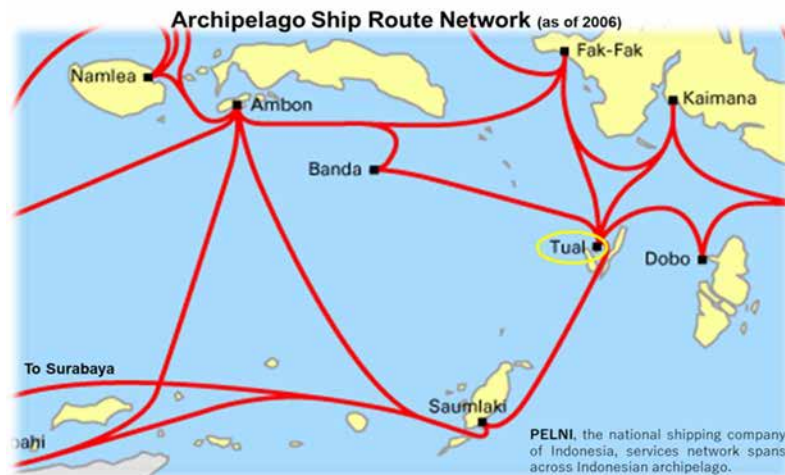 Archipelago Ship Route Network (as of 2006)
Fak-Fak
Namlea
Kaimana
Ambon
Banda
Tual
Dobo
To Surabaya
Saumlaki
pahi
PELNI, the national shipping company
of Indonesia, services network spans
across Indonesian archipelago.